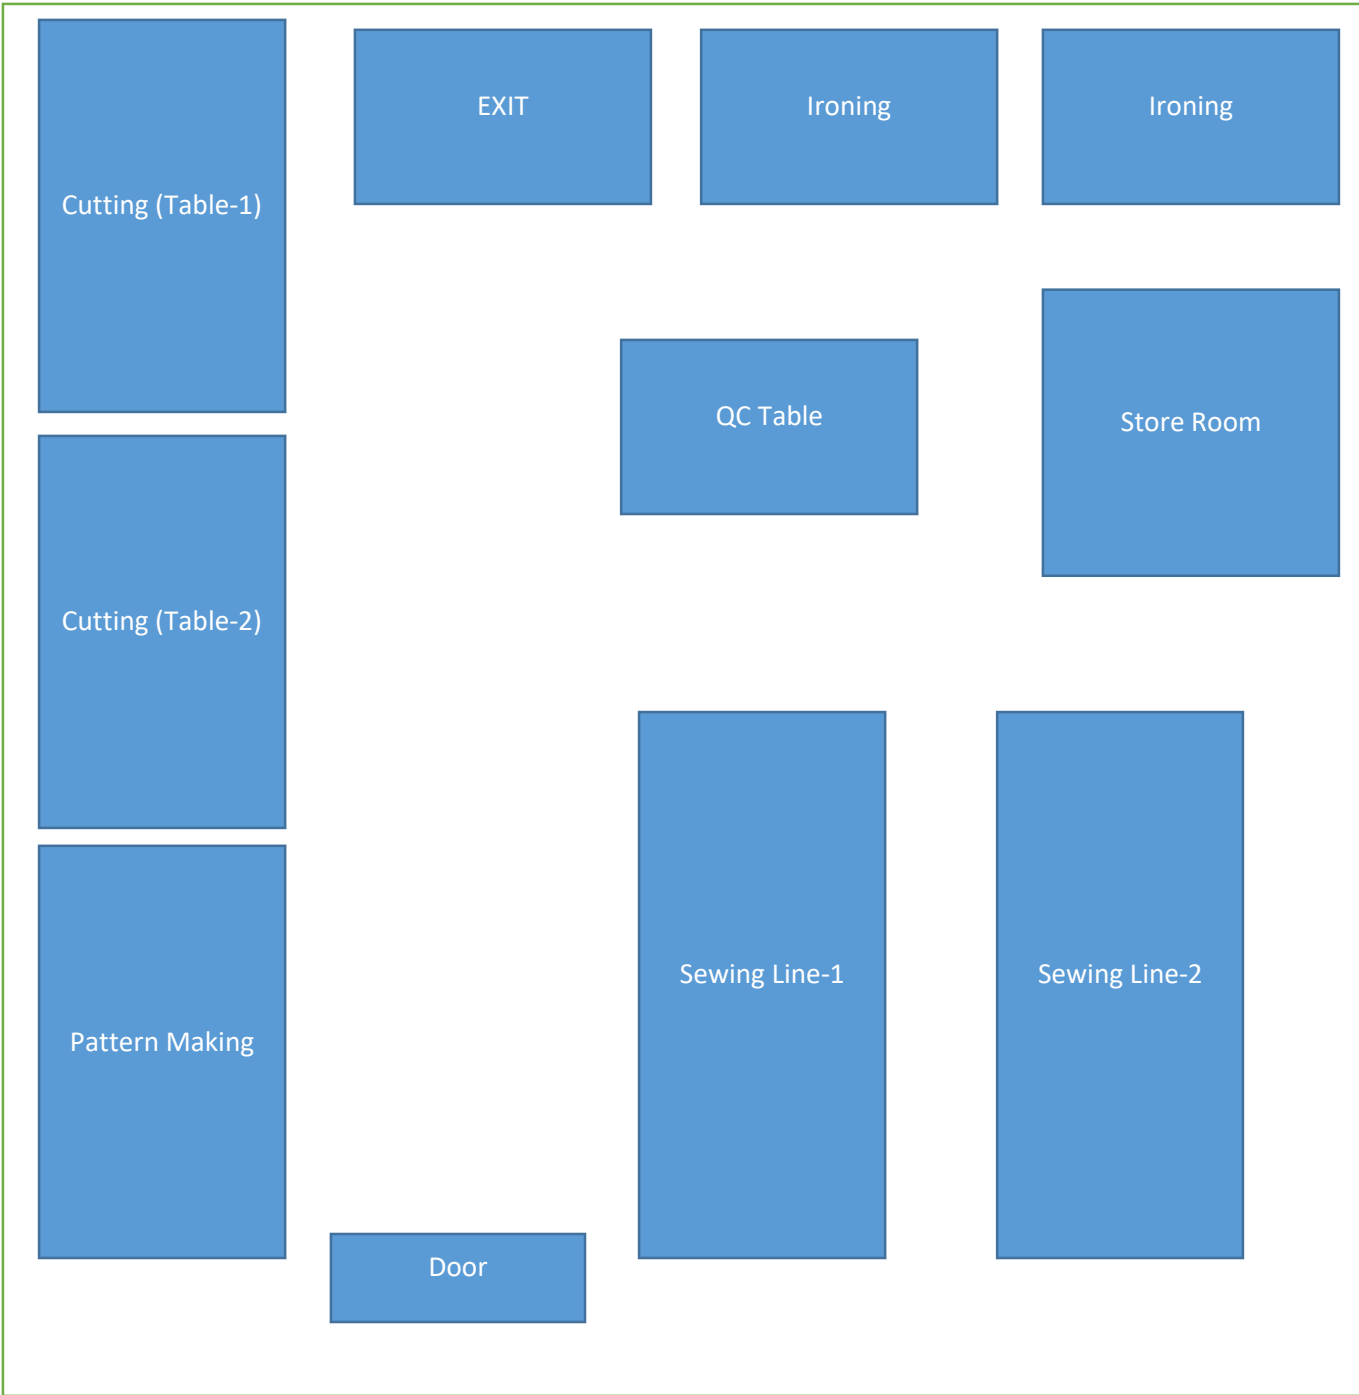 EXIT
Ironing
Ironing
Cutting (Table-1)
QC Table
Store Room
Cutting (Table-2)
Sewing Line-1
Sewing Line-2
Pattern Making
Door